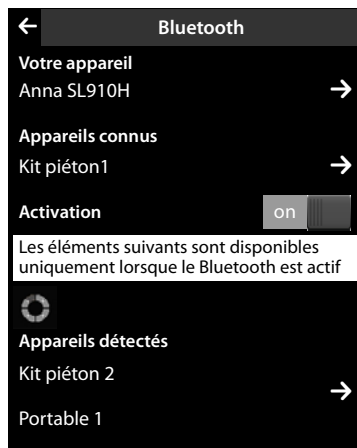 Bluetooth
Votre appareil
Anna SL910H
Appareils connus
Kit piéton1
Activation on
Les éléments suivants sont disponibles
uniquement lorsque le Bluetooth est actif
Appareils détectés
Kit piéton 2
Portable 1